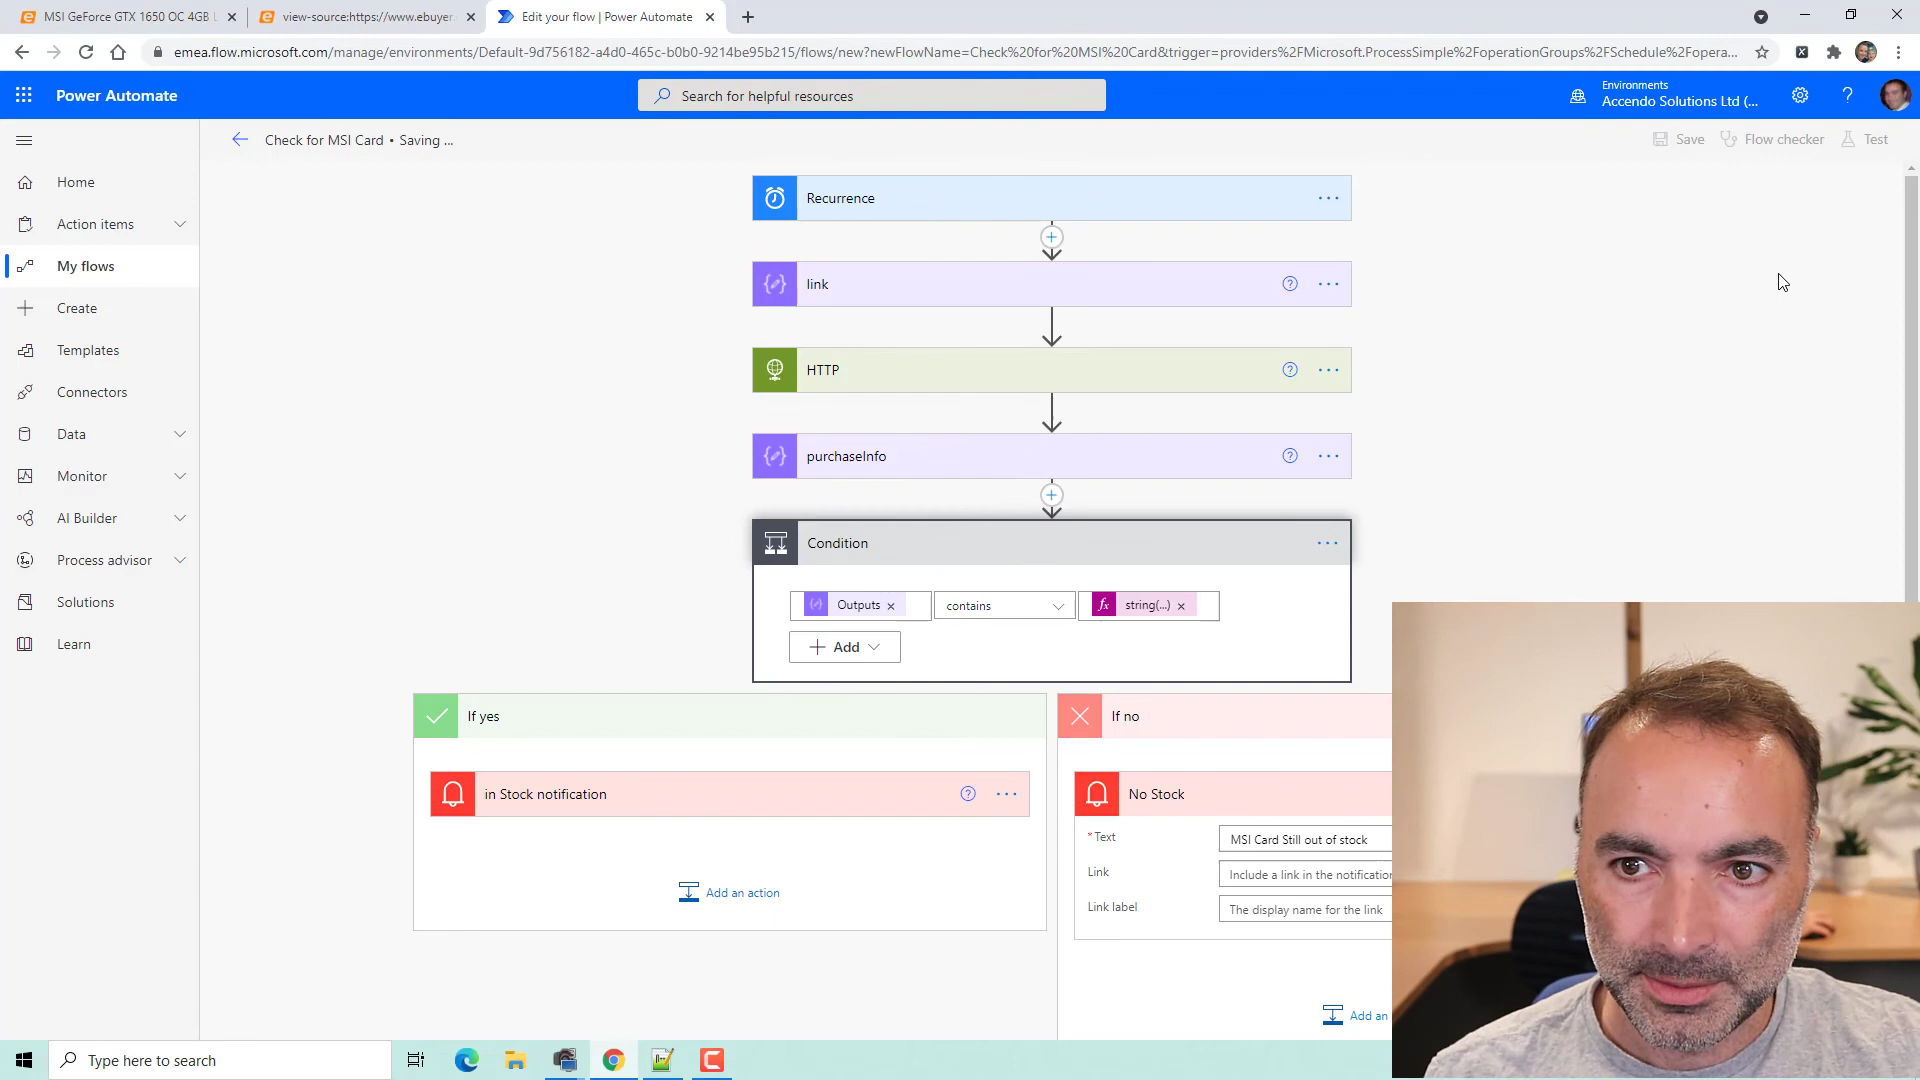 MSI GeForce GTX 1650 OC 4GB
view-source:https://www.ebuyer.
Edit your flow | Power Automate
emea.flow.microsoft.com/manage/environments/Default-9d756182-a4d0-465c-b0b0-9214be95b215/flows/new?newFlowName=Check%20for%20MSI%20Card&trigger=providers%2FMicrosoft.ProcessSimple%2FoperationGroups%2FSchedule%2Fopera...
Power Automate
Search for helpful resources
Environments
Accendo Solutions Ltd (...
Check for MSI Card • Saving ...
Save
Flow checker
Test
Home
Action items
My flows
Create
Templates
Connectors
Data
Monitor
AI Builder
Process advisor
Solutions
Learn
Recurrence
link
HTTP
purchaseInfo
Condition
Outputs
contains
fx string(...)
Add
If yes
in Stock notification
Add an action
If no
No Stock
* Text
MSI Card Still out of stock
Link
Include a link in the notification
Link label
The display name for the link
Add an
Type here to search